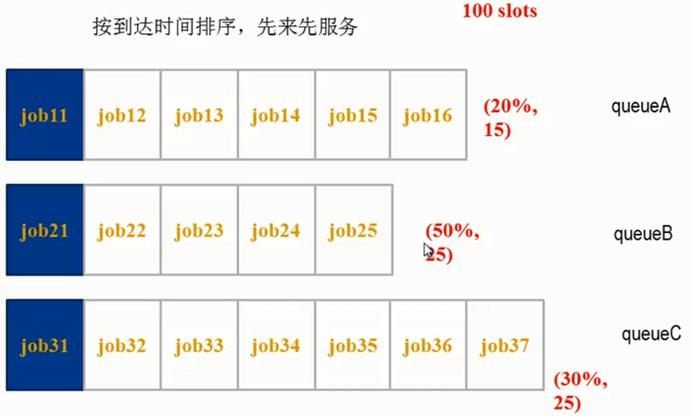 100 slots
按到达时间排序，先来先服务
job11 job12 job13 job14 job15 job16
(20%,
15)
queueA
job21 job22 job23 job24 job25
(50%,
25)
queueB
job31 job32 job33 job34 job35 job36 job37
queueC
(30%,
25)